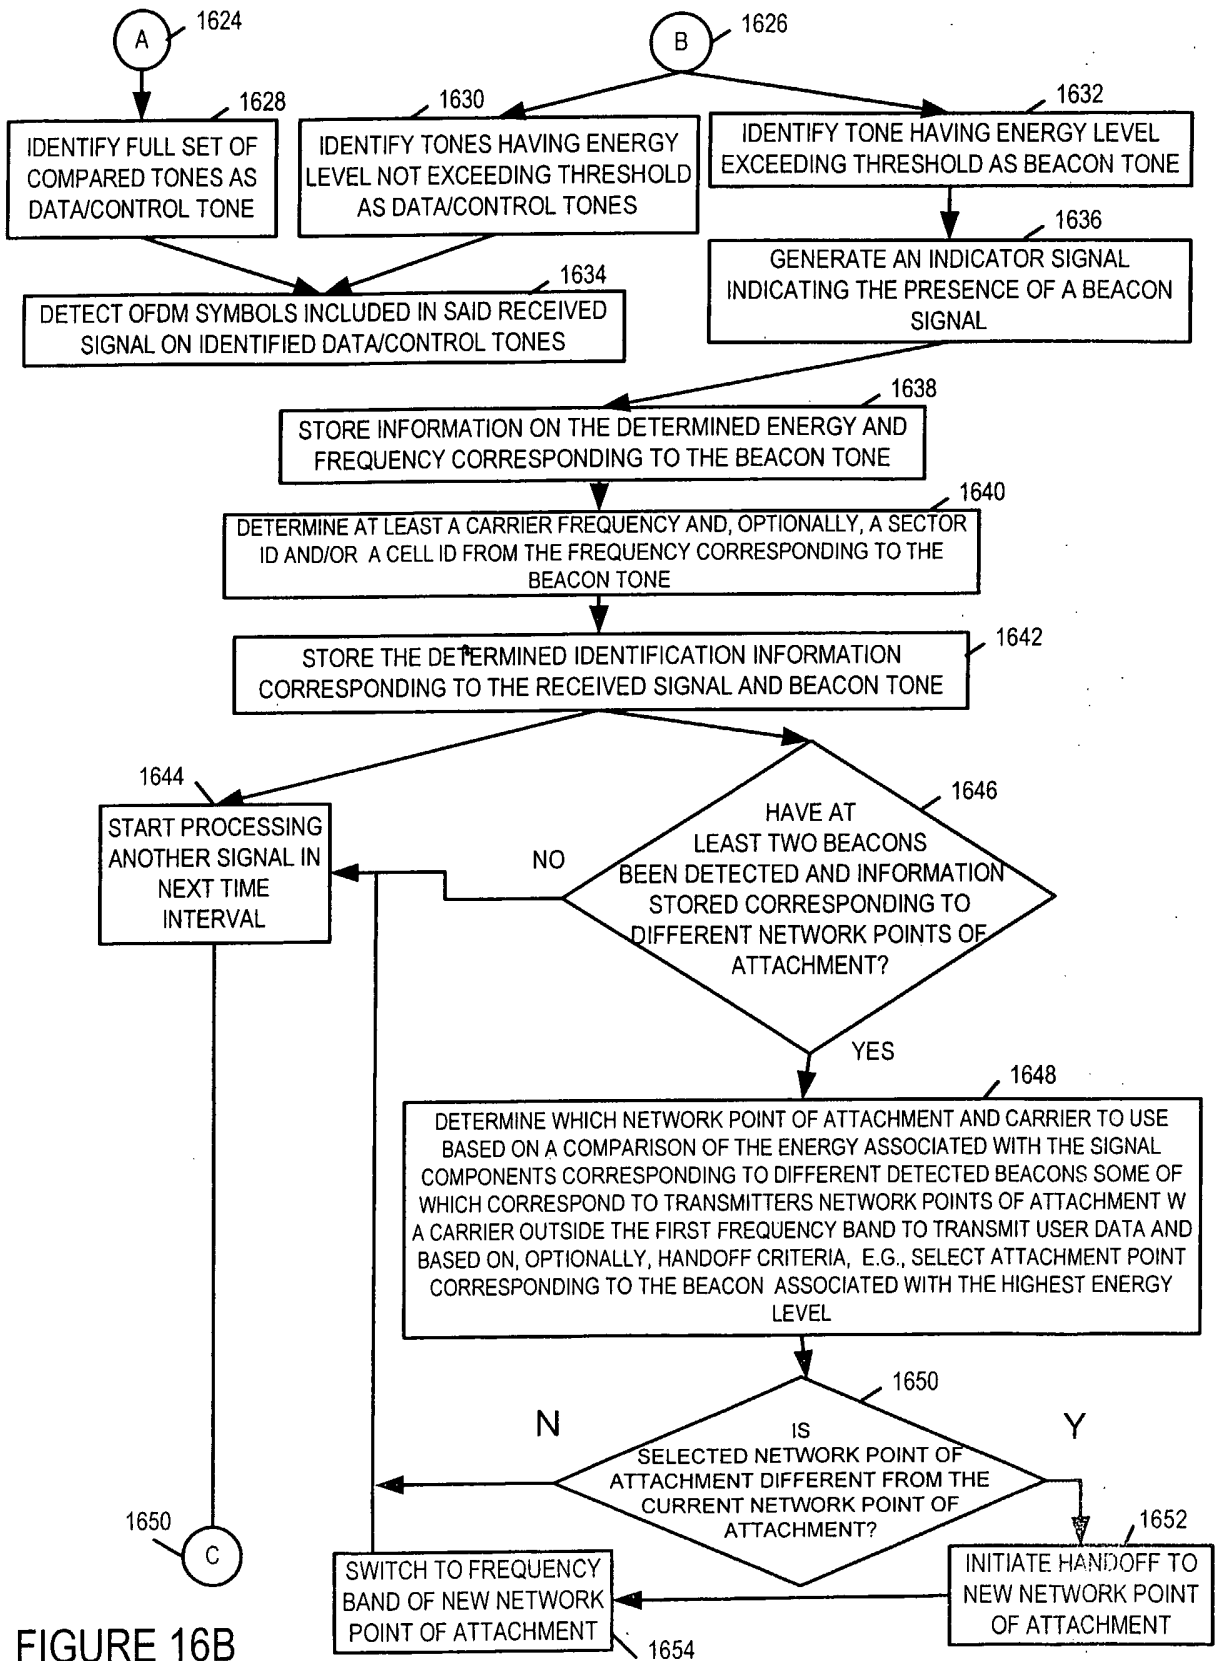 A
1624
B
1626
1628
IDENTIFY FULL SET OF
COMPARED TONES AS
DATA/CONTROL TONE
1630
IDENTIFY TONES HAVING ENERGY
LEVEL NOT EXCEEDING THRESHOLD
AS DATA/CONTROL TONES
1632
IDENTIFY TONE HAVING ENERGY LEVEL
EXCEEDING THRESHOLD AS BEACON TONE
1634
DETECT OFDM SYMBOLS INCLUDED IN SAID RECEIVED
SIGNAL ON IDENTIFIED DATA/CONTROL TONES
1636
GENERATE AN INDICATOR SIGNAL
INDICATING THE PRESENCE OF A BEACON
SIGNAL
1638
STORE INFORMATION ON THE DETERMINED ENERGY AND
FREQUENCY CORRESPONDING TO THE BEACON TONE
1640
DETERMINE AT LEAST A CARRIER FREQUENCY AND, OPTIONALLY, A SECTOR
ID AND/OR A CELL ID FROM THE FREQUENCY CORRESPONDING TO THE
BEACON TONE
1642
STORE THE DETERMINED IDENTIFICATION INFORMATION
CORRESPONDING TO THE RECEIVED SIGNAL AND BEACON TONE
1644
START PROCESSING
ANOTHER SIGNAL IN
NEXT TIME
INTERVAL
NO
1646
HAVE AT
LEAST TWO BEACONS
BEEN DETECTED AND INFORMATION
STORED CORRESPONDING TO
DIFFERENT NETWORK POINTS OF
ATTACHMENT?
YES
1648
DETERMINE WHICH NETWORK POINT OF ATTACHMENT AND CARRIER TO USE
BASED ON A COMPARISON OF THE ENERGY ASSOCIATED WITH THE SIGNAL
COMPONENTS CORRESPONDING TO DIFFERENT DETECTED BEACONS SOME OF
WHICH CORRESPOND TO TRANSMITTERS NETWORK POINTS OF ATTACHMENT W
A CARRIER OUTSIDE THE FIRST FREQUENCY BAND TO TRANSMIT USER DATA AND
BASED ON, OPTIONALLY, HANDOFF CRITERIA, E.G., SELECT ATTACHMENT POINT
CORRESPONDING TO THE BEACON ASSOCIATED WITH THE HIGHEST ENERGY
LEVEL
1650
N
Y
IS
SELECTED NETWORK POINT OF
ATTACHMENT DIFFERENT FROM THE
CURRENT NETWORK POINT OF
ATTACHMENT?
1650
C
1652
INITIATE HANDOFF TO
NEW NETWORK POINT
OF ATTACHMENT
SWITCH TO FREQUENCY
BAND OF NEW NETWORK
POINT OF ATTACHMENT
1654
FIGURE 16B